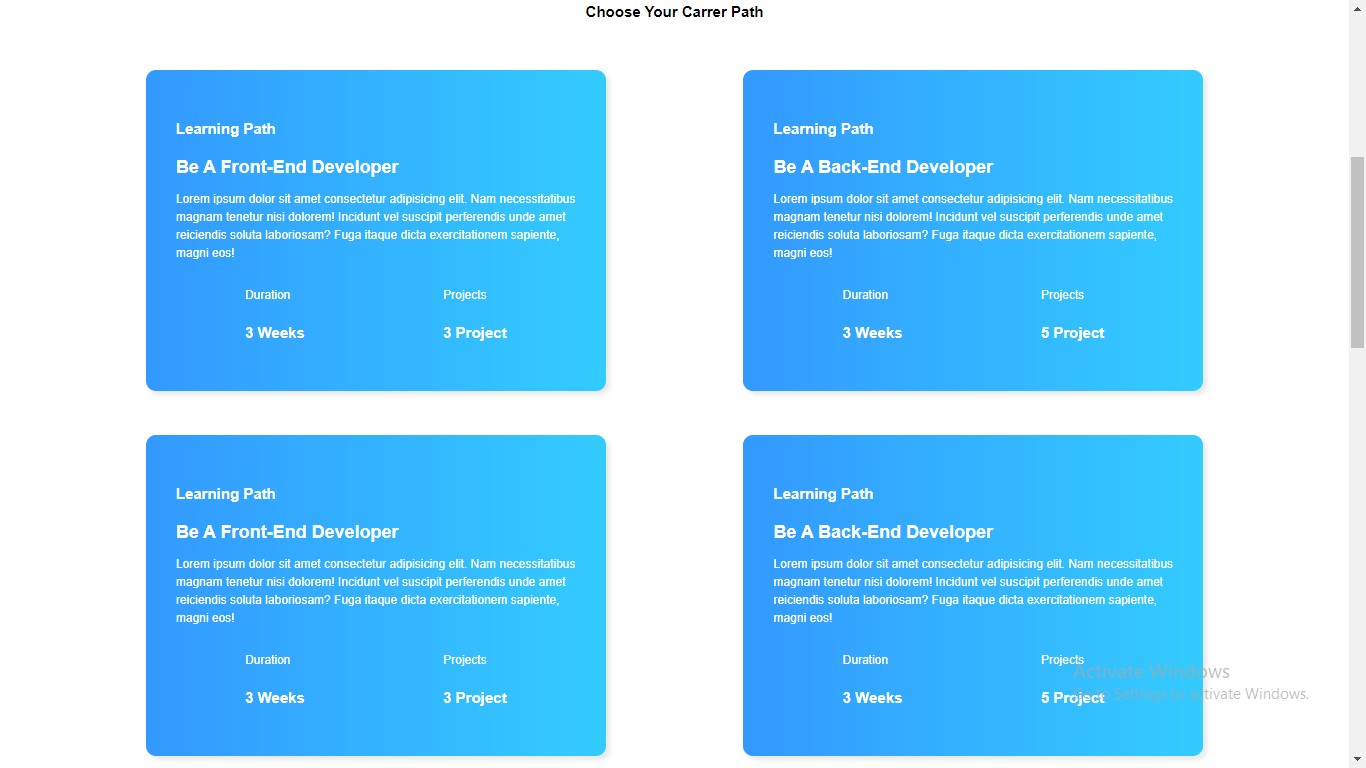 Choose Your Carrer Path
Learning Path
Be A Front-End Developer
Lorem ipsum dolor sit amet consectetur adipisicing elit. Nam necessitatibus
magnam tenetur nisi dolorem! Incidunt vel suscipit perferendis unde amet
reiciendis soluta laboriosam? Fuga itaque dicta exercitationem sapiente,
magni eos!
Duration Projects
3 Weeks 3 Project
Learning Path
Be A Back-End Developer
Lorem ipsum dolor sit amet consectetur adipisicing elit. Nam necessitatibus
magnam tenetur nisi dolorem! Incidunt vel suscipit perferendis unde amet
reiciendis soluta laboriosam? Fuga itaque dicta exercitationem sapiente,
magni eos!
Duration Projects
3 Weeks 5 Project
Learning Path
Be A Front-End Developer
Lorem ipsum dolor sit amet consectetur adipisicing elit. Nam necessitatibus
magnam tenetur nisi dolorem! Incidunt vel suscipit perferendis unde amet
reiciendis soluta laboriosam? Fuga itaque dicta exercitationem sapiente,
magni eos!
Duration Projects
3 Weeks 3 Project
Learning Path
Be A Back-End Developer
Lorem ipsum dolor sit amet consectetur adipisicing elit. Nam necessitatibus
magnam tenetur nisi dolorem! Incidunt vel suscipit perferendis unde amet
reiciendis soluta laboriosam? Fuga itaque dicta exercitationem sapiente,
magni eos!
Duration Projects
3 Weeks 5 Project
Activate Windows
Go to Settings to activate Windows.